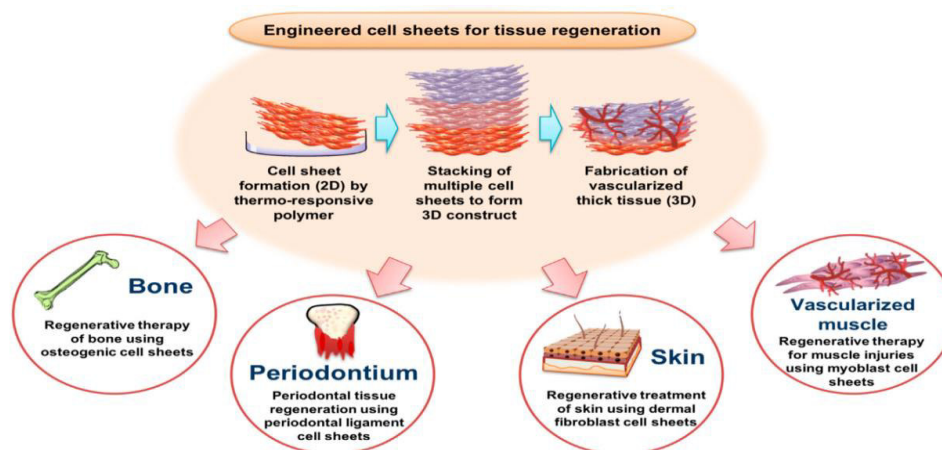 Engineered cell sheets for tissue regeneration
Cell sheet
formation (2D) by
thermo-responsive
polymer
Stacking of
multiple cell
sheets to form
3D construct
Fabrication of
vascularized
thick tissue (3D)
Bone
Regenerative therapy
of bone using
osteogenic cell sheets
Periodontium
Periodontal tissue
regeneration using
periodontal ligament
cell sheets
Skin
Regenerative treatment
of skin using dermal
fibroblast cell sheets
Vascularized
muscle
Regenerative therapy
for muscle injuries
using myoblast cell
sheets